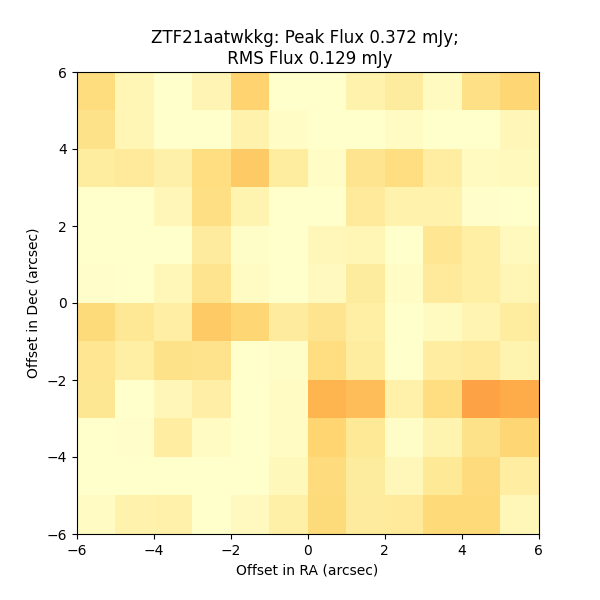 ZTF21aatwkkg: Peak Flux 0.372 mJy;
RMS Flux 0.129 mJy
6
4
2
0
−2
−4
−6
Offset in Dec (arcsec)
−6 −4 −2 0 2 4 6
Offset in RA (arcsec)